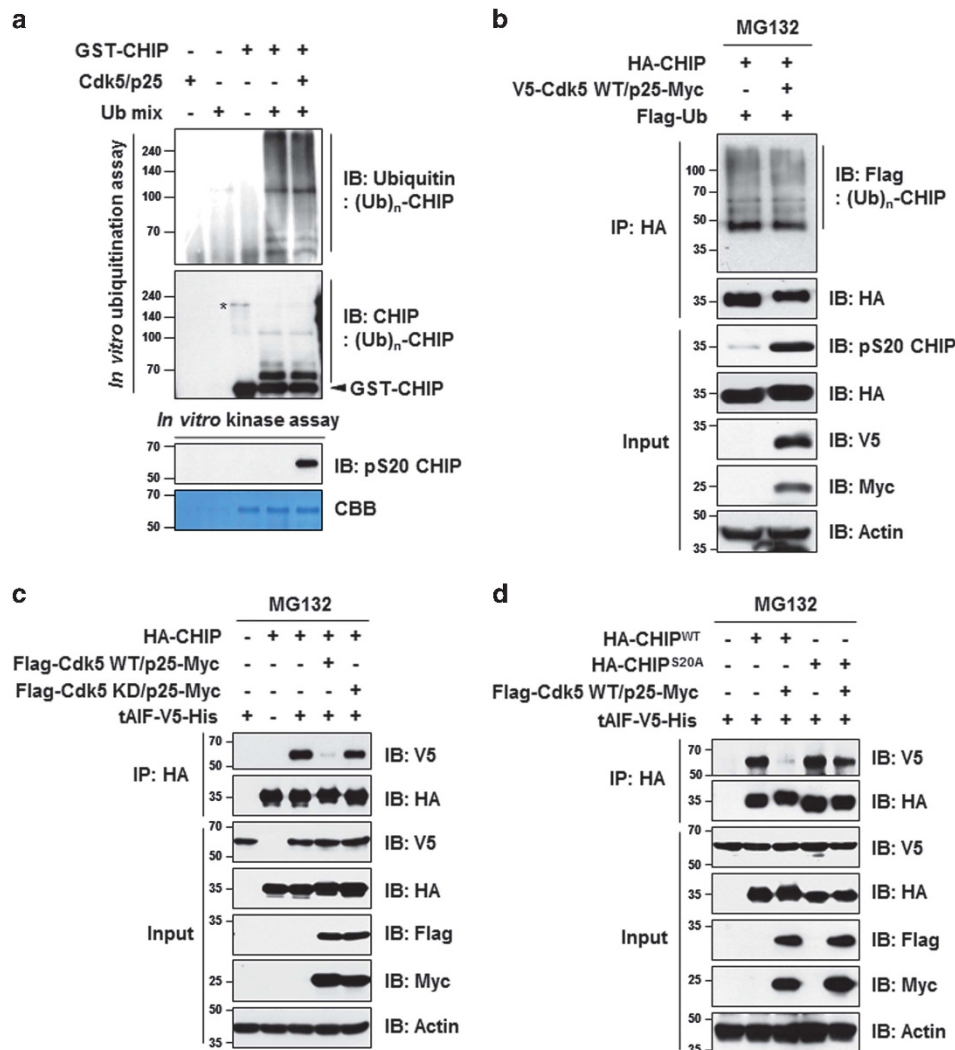 a
GST-CHIP - - + + +
Cdk5/p25 + - - - +
Ub mix - + - + +
In vitro ubiquitination assay
240
140
100
70
IB: Ubiquitin
: (Ub)n-CHIP
240
140
100
70
*
IB: CHIP
: (Ub)n-CHIP
GST-CHIP
In vitro kinase assay
70
50
IB: pS20 CHIP
70
50
CBB
b
MG132
HA-CHIP + +
V5-Cdk5 WT/p25-Myc - +
Flag-Ub + +
IP: HA
100
70
50
35
IB: Flag
: (Ub)n-CHIP
35
IB: HA
Input
35
IB: pS20 CHIP
35
IB: HA
35
IB: V5
25
IB: Myc
50
35
IB: Actin
c
MG132
HA-CHIP - + + + +
Flag-Cdk5 WT/p25-Myc - - - + -
Flag-Cdk5 KD/p25-Myc - - - - +
tAIF-V5-His + - + + +
IP: HA
70
50
IB: V5
35
IB: HA
Input
70
50
IB: V5
35
IB: HA
35
IB: Flag
25
IB: Myc
50
35
IB: Actin
d
MG132
HA-CHIPWT - + + - -
HA-CHIPS20A - - - + +
Flag-Cdk5 WT/p25-Myc - - + - +
tAIF-V5-His + + + + +
IP: HA
70
50
IB: V5
35
IB: HA
Input
70
50
IB: V5
35
IB: HA
35
IB: Flag
25
IB: Myc
50
35
IB: Actin